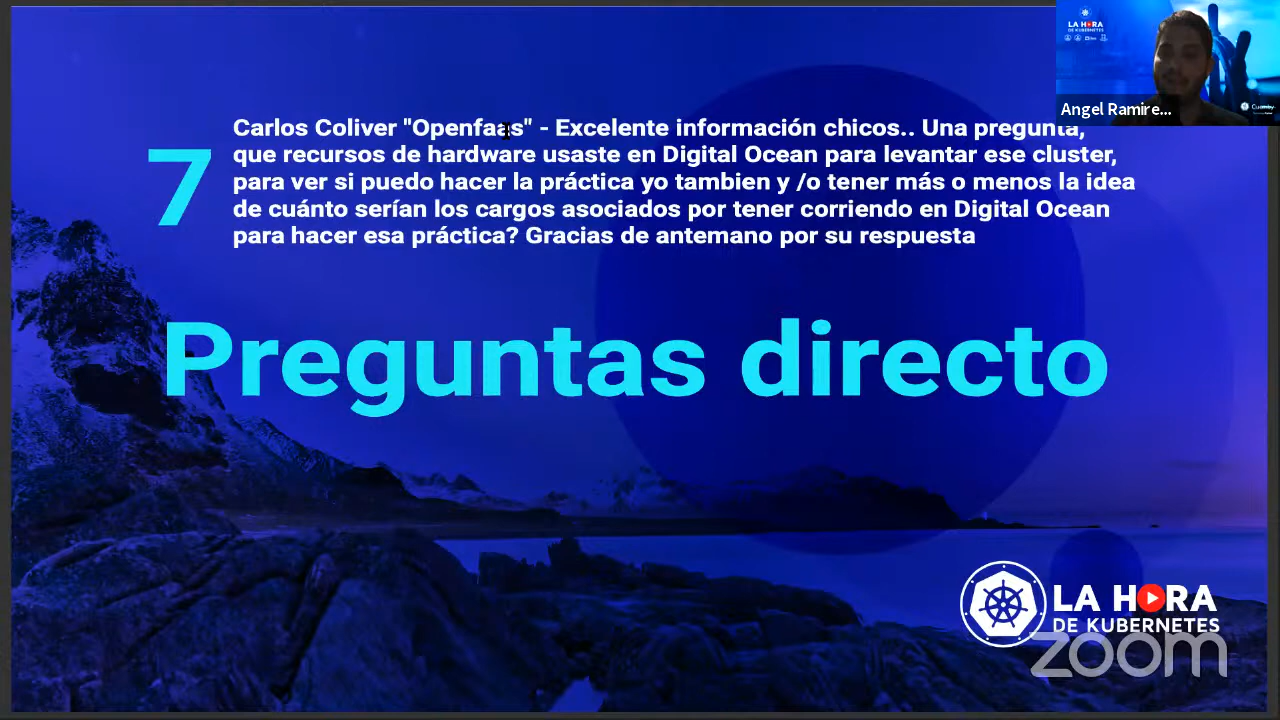 LA HORA
DE KUBERNETES
Cuemby
Angel Ramire...
7
Carlos Coliver "Openfaas" - Excelente información chicos.. Una pregunta,
que recursos de hardware usaste en Digital Ocean para levantar ese cluster,
para ver si puedo hacer la práctica yo tambien y /o tener más o menos la idea
de cuánto serían los cargos asociados por tener corriendo en Digital Ocean
para hacer esa práctica? Gracias de antemano por su respuesta
Preguntas directo
LA HORA
DE KUBERNETES
zoom